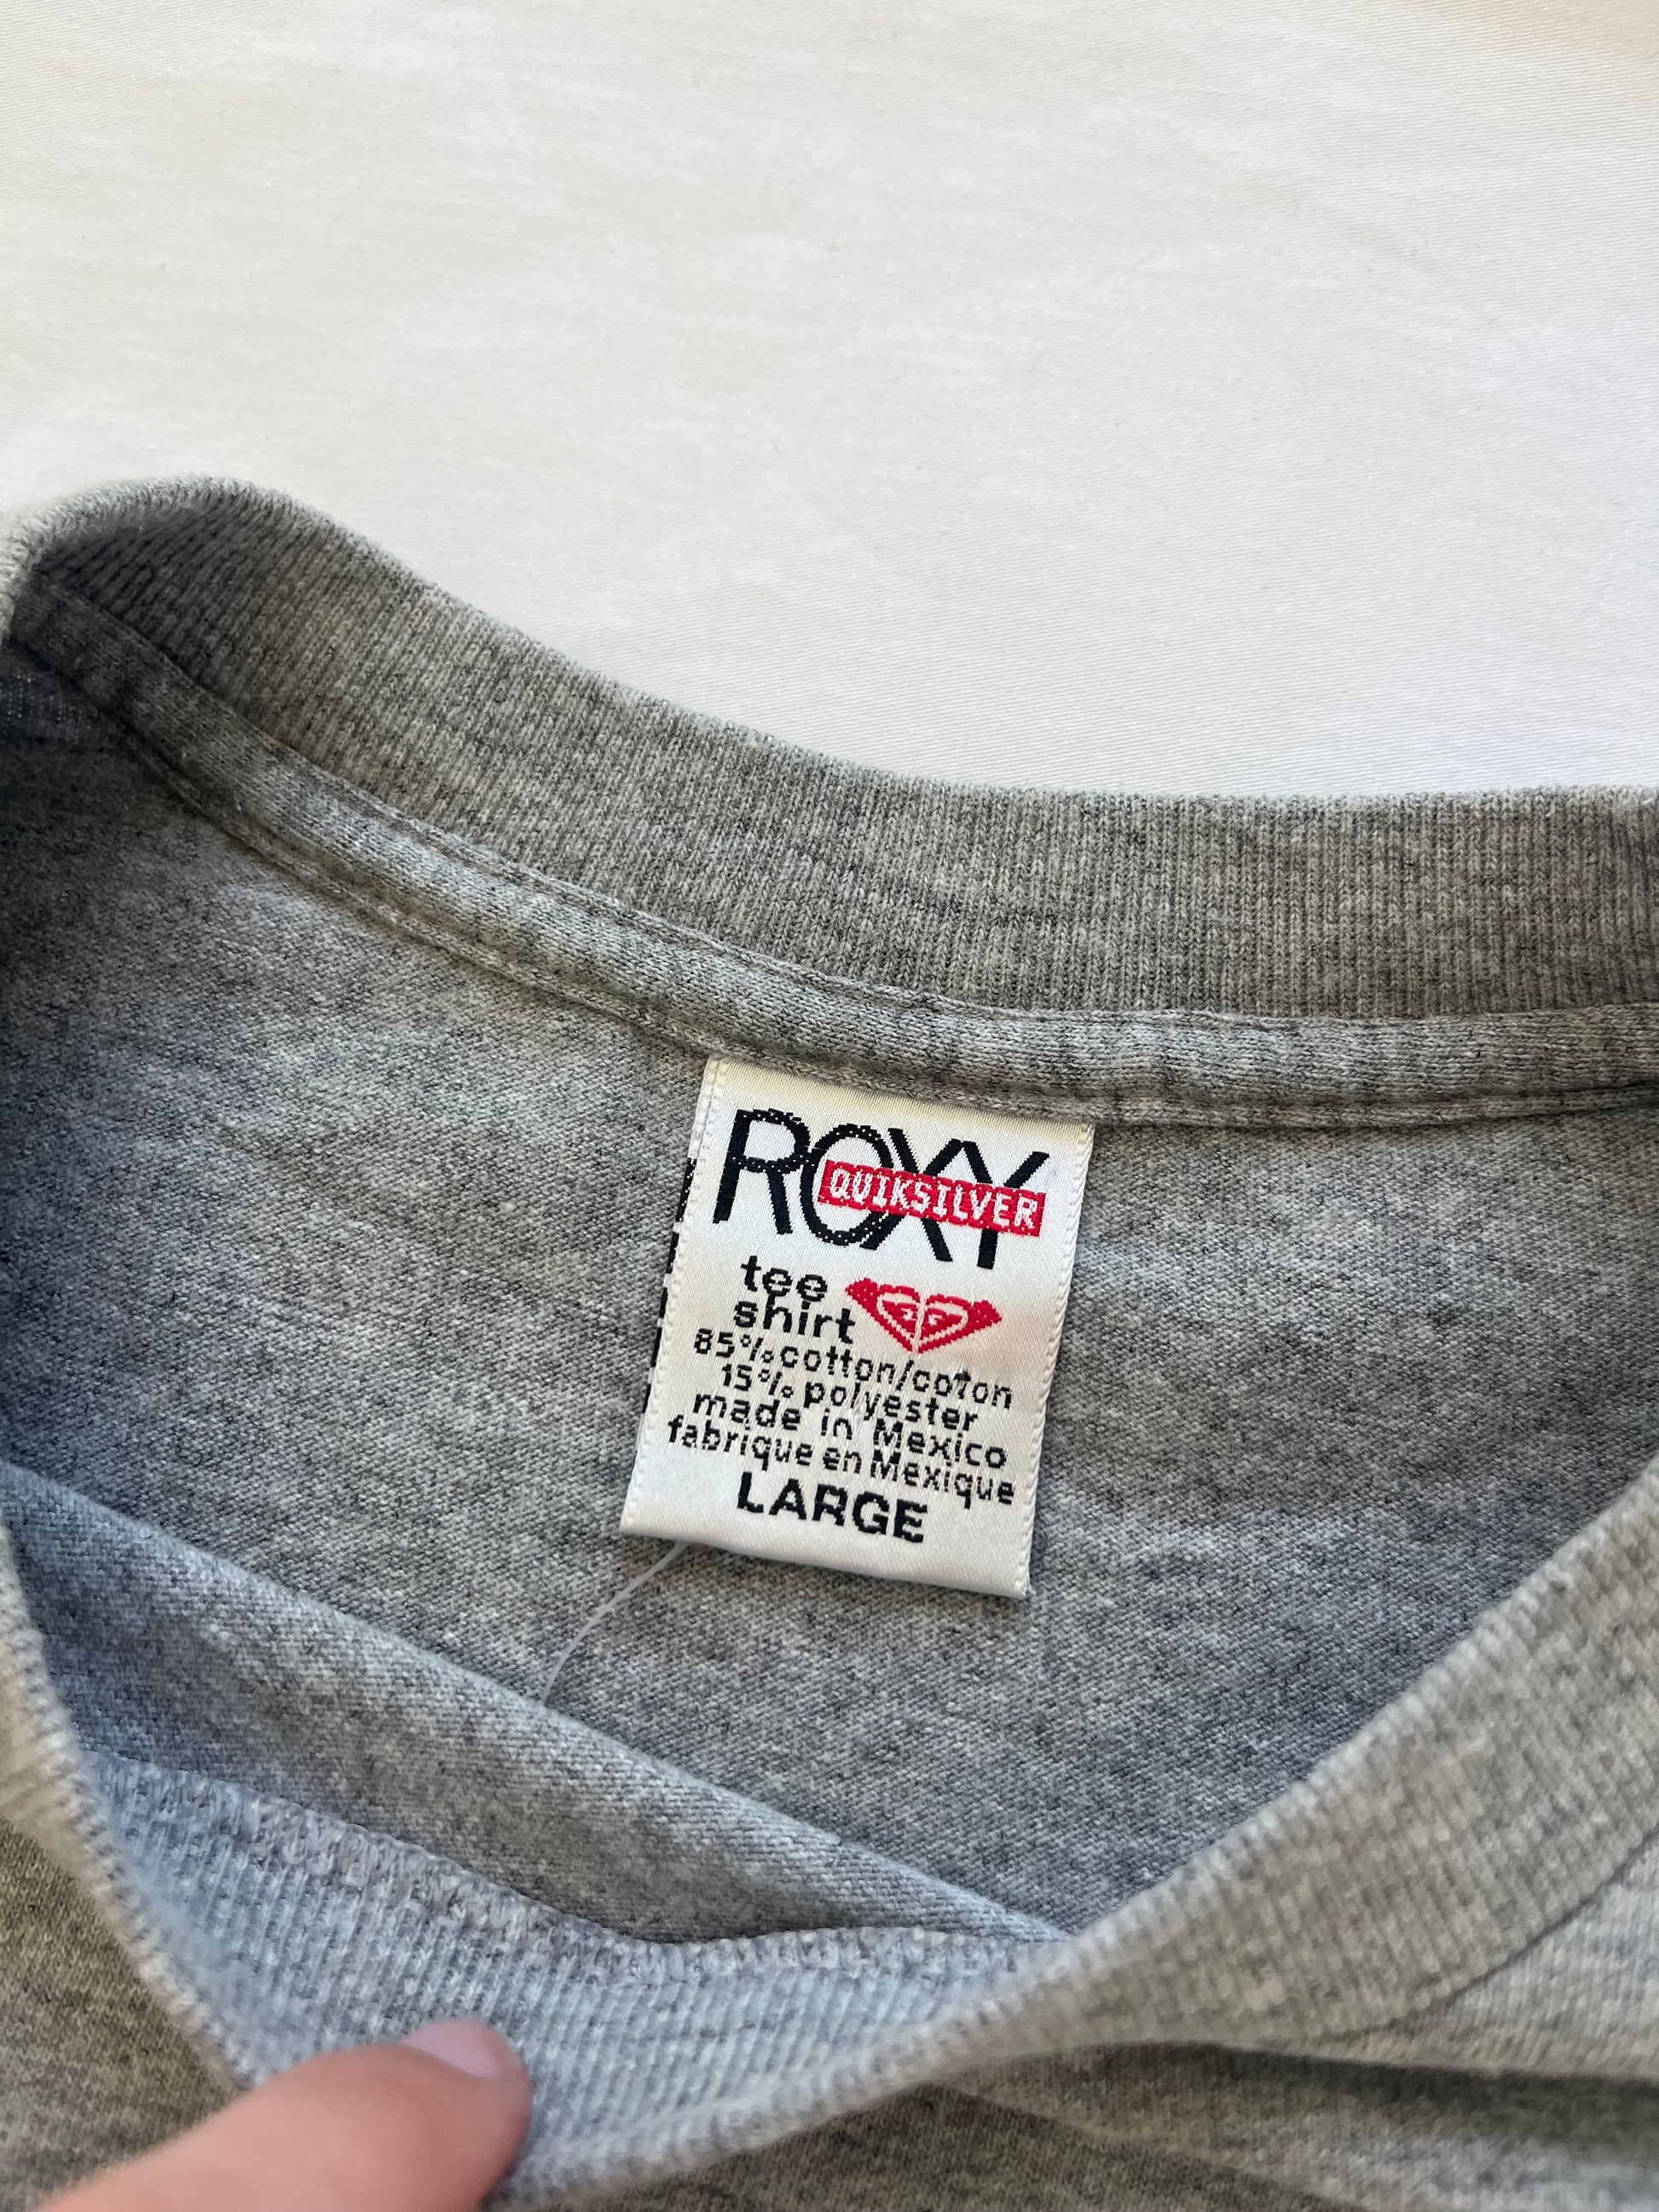 ROXY
QUIKSILVER
tee
shirt
85% cotton/coton
15% polyester
made in Mexico
fabrique en Mexique
LARGE